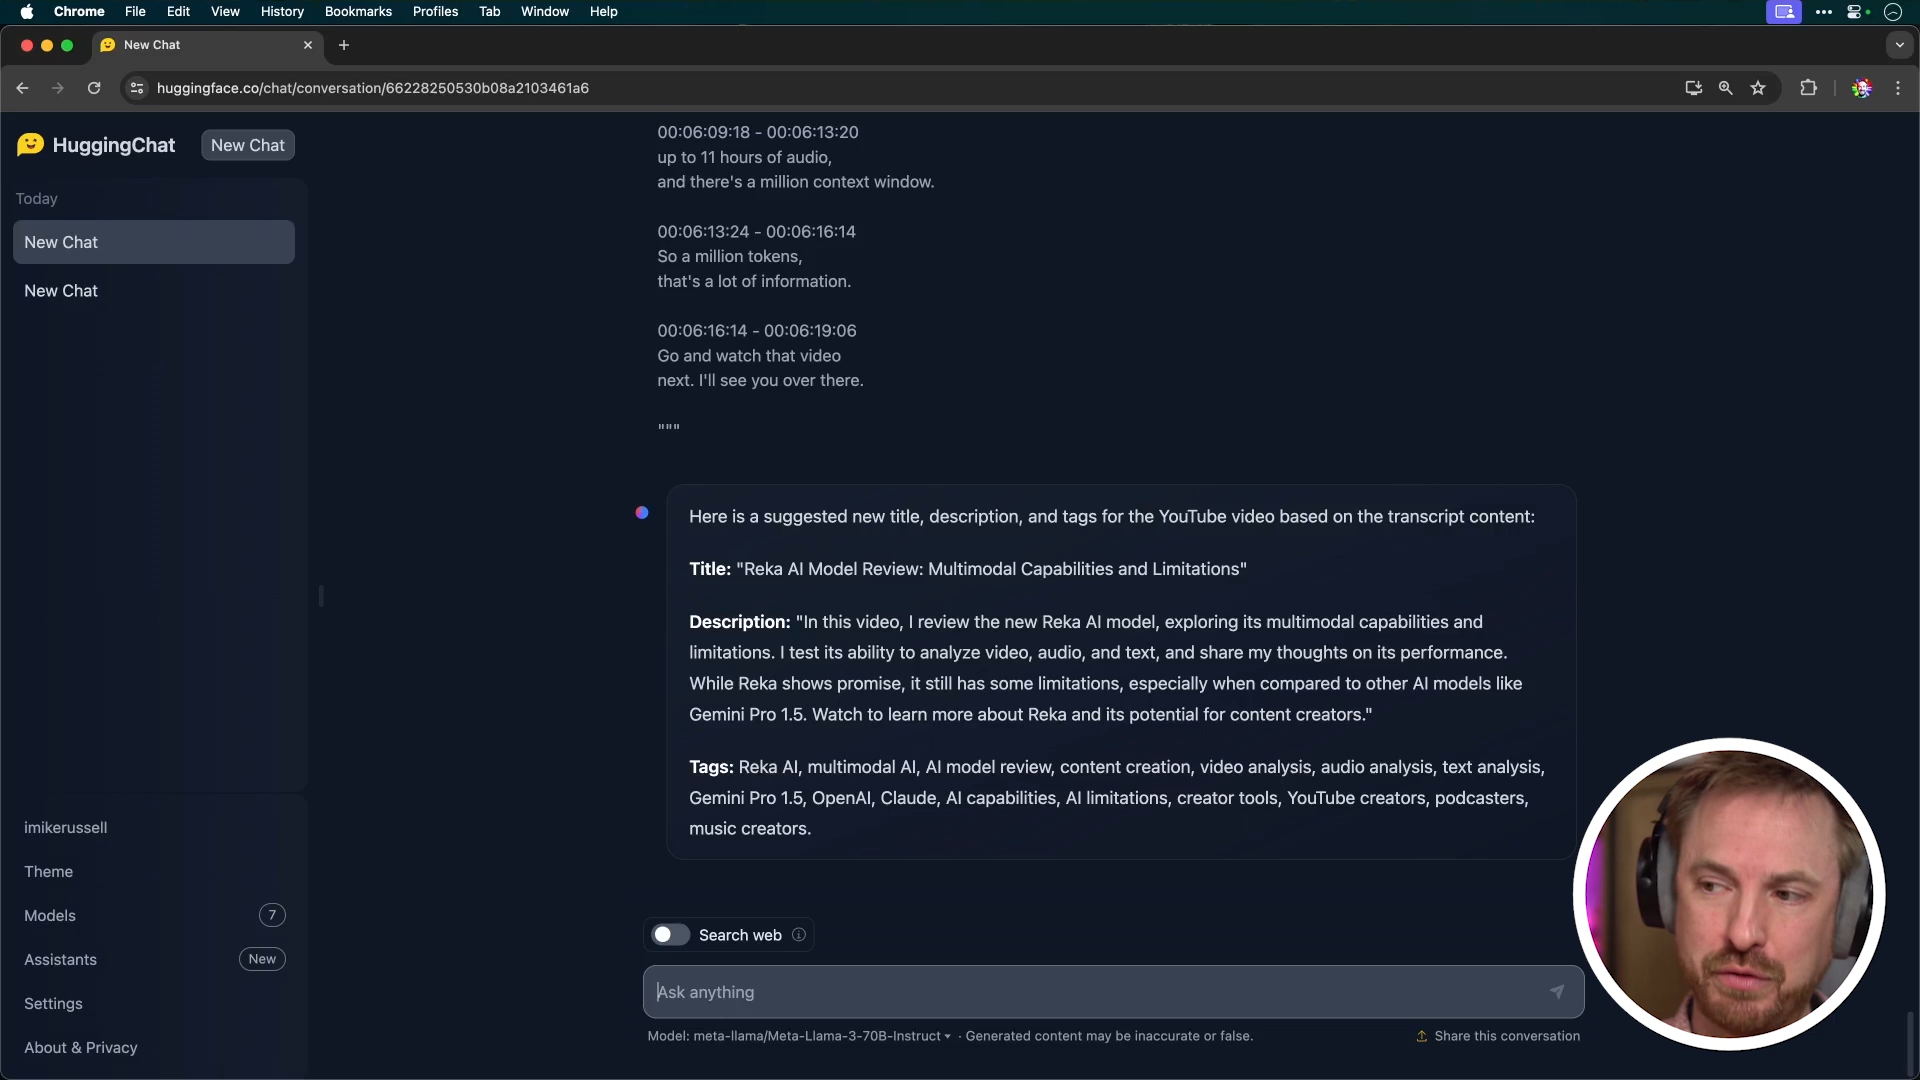 Chrome File Edit View History Bookmarks Profiles Tab Window Help
New Chat
huggingface.co/chat/conversation/66228250530b08a2103461a6
HuggingChat
New Chat
Today
New Chat
New Chat
imikerussell
Theme
Models 7
Assistants New
Settings
About & Privacy
00:06:09:18 - 00:06:13:20
up to 11 hours of audio,
and there's a million context window.
00:06:13:24 - 00:06:16:14
So a million tokens,
that's a lot of information.
00:06:16:14 - 00:06:19:06
Go and watch that video
next. I'll see you over there.
"""
Here is a suggested new title, description, and tags for the YouTube video based on the transcript content:
Title: "Reka AI Model Review: Multimodal Capabilities and Limitations"
Description: "In this video, I review the new Reka AI model, exploring its multimodal capabilities and
limitations. I test its ability to analyze video, audio, and text, and share my thoughts on its performance.
While Reka shows promise, it still has some limitations, especially when compared to other AI models like
Gemini Pro 1.5. Watch to learn more about Reka and its potential for content creators."
Tags: Reka AI, multimodal AI, AI model review, content creation, video analysis, audio analysis, text analysis,
Gemini Pro 1.5, OpenAI, Claude, AI capabilities, AI limitations, creator tools, YouTube creators, podcasters,
music creators.
Search web
Ask anything
Model: meta-llama/Meta-Llama-3-70B-Instruct · Generated content may be inaccurate or false.
Share this conversation